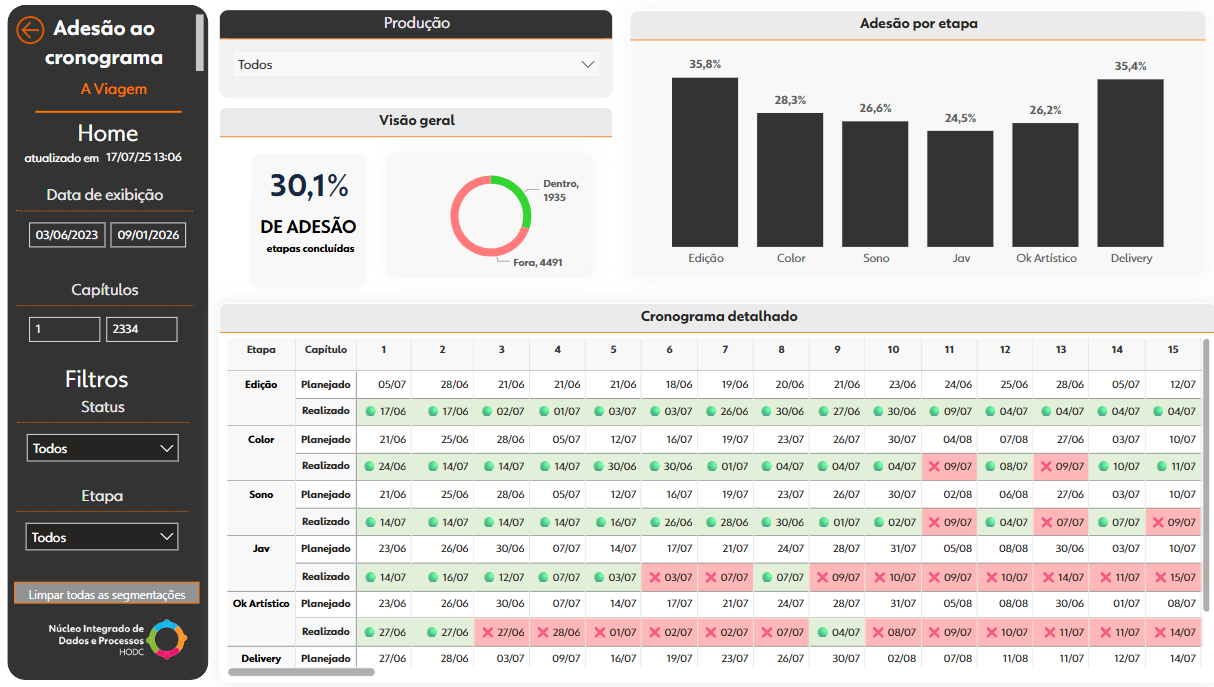 Adesão ao
cronograma
A Viagem
Home
atualizado em 17/07/25 13:06
Data de exibição
03/06/2023 09/01/2026
Capítulos
1 2334
Filtros
Status
Todos
Etapa
Todos
Limpar todas as segmentações
Núcleo Integrado de
Dados e Processos
HODC
Produção
Todos
Visão geral
30,1%
DE ADESÃO
etapas concluídas
Dentro,
1935
Fora, 4491
Adesão por etapa
35,8% 28,3% 26,6% 24,5% 26,2% 35,4%
Edição Color Sono Jav Ok Artístico Delivery
Cronograma detalhado
Etapa Capítulo 1 2 3 4 5 6 7 8 9 10 11 12 13 14 15
Edição Planejado 05/07 28/06 21/06 21/06 21/06 18/06 19/06 20/06 21/06 23/06 24/06 25/06 28/06 05/07 12/07
Realizado 17/06 17/06 02/07 01/07 03/07 03/07 26/06 30/06 27/06 30/06 09/07 04/07 04/07 04/07 04/07
Color Planejado 21/06 25/06 28/06 05/07 12/07 16/07 19/07 23/07 26/07 30/07 04/08 07/08 27/06 03/07 10/07
Realizado 24/06 14/07 14/07 14/07 30/06 30/06 01/07 04/07 04/07 04/07 09/07 08/07 09/07 10/07 11/07
Sono Planejado 21/06 25/06 28/06 05/07 12/07 16/07 19/07 23/07 26/07 30/07 02/08 06/08 27/06 03/07 10/07
Realizado 14/07 14/07 14/07 14/07 16/07 26/06 28/06 30/06 01/07 02/07 09/07 04/07 07/07 07/07 09/07
Jav Planejado 23/06 26/06 30/06 07/07 14/07 17/07 21/07 24/07 28/07 31/07 05/08 08/08 30/06 03/07 10/07
Realizado 14/07 16/07 12/07 07/07 03/07 03/07 07/07 07/07 09/07 10/07 09/07 10/07 14/07 11/07 15/07
Ok Artístico Planejado 23/06 26/06 30/06 07/07 14/07 17/07 21/07 24/07 28/07 31/07 05/08 08/08 30/06 01/07 08/07
Realizado 27/06 27/06 27/06 28/06 01/07 02/07 02/07 07/07 04/07 08/07 09/07 10/07 11/07 11/07 14/07
Delivery Planejado 27/06 28/06 03/07 09/07 16/07 19/07 23/07 26/07 30/07 02/08 07/08 11/08 11/07 12/07 14/07